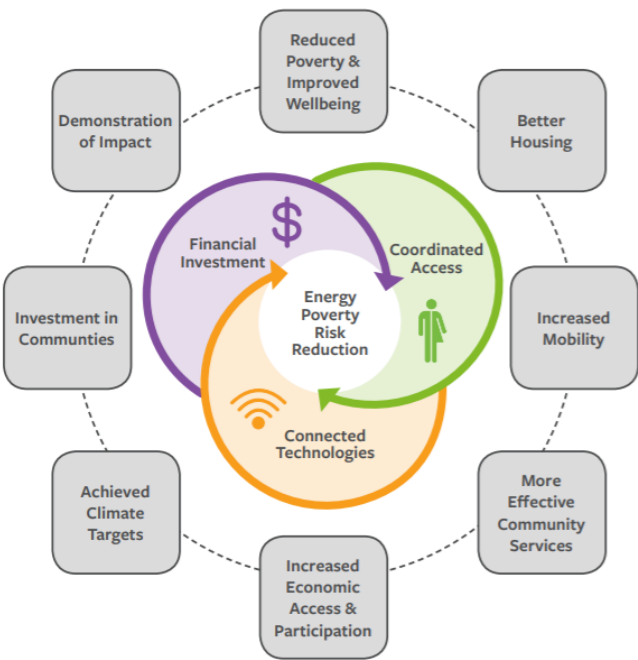 Reduced
Poverty &
Improved
Wellbeing
Demonstration
of Impact
Better
Housing
$
Financial
Investment
Coordinated
Access
Energy
Poverty
Risk
Reduction
Investment in
Communties
Increased
Mobility
Connected
Technologies
Achieved
Climate
Targets
More
Effective
Community
Services
Increased
Economic
Access &
Participation